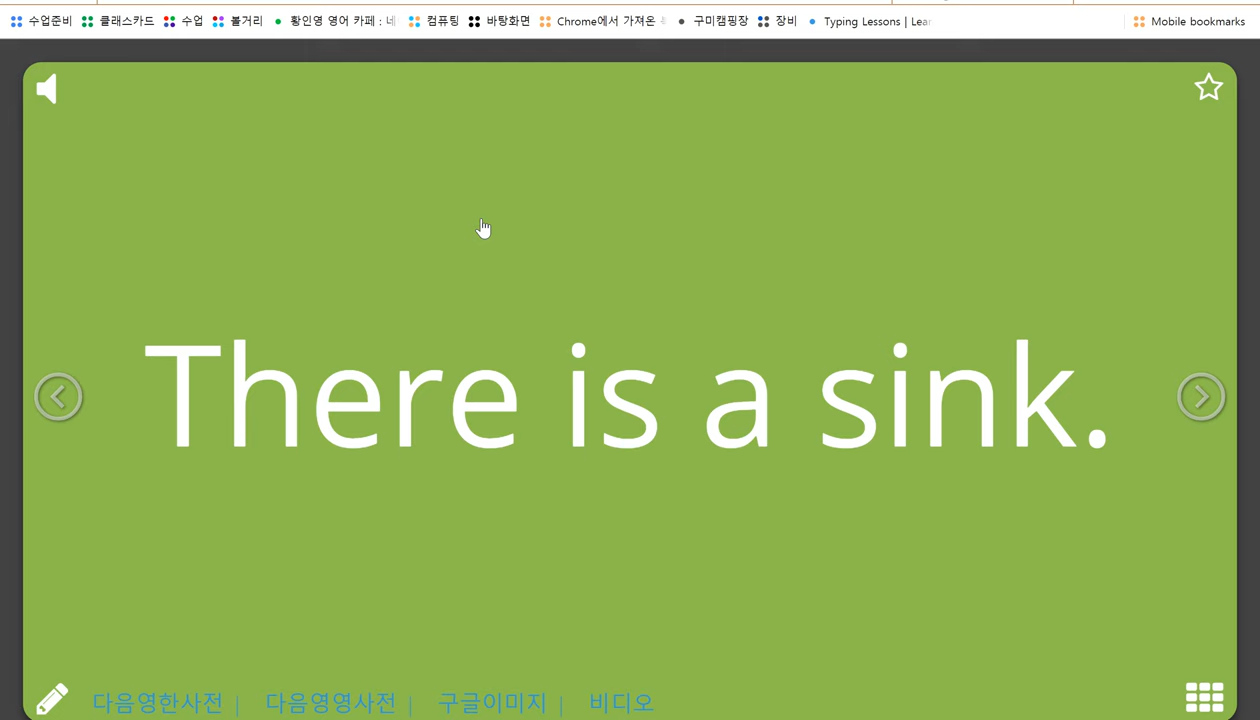 수업준비 클래스카드 수업 볼거리 황인영 영어 카페 : 네 컴퓨팅 바탕화면 Chrome에서 가져온 구미캠핑장 장비 Typing Lessons | Lear Mobile bookmarks
There is a sink.
다음영한사전 | 다음영영사전 | 구글이미지 | 비디오